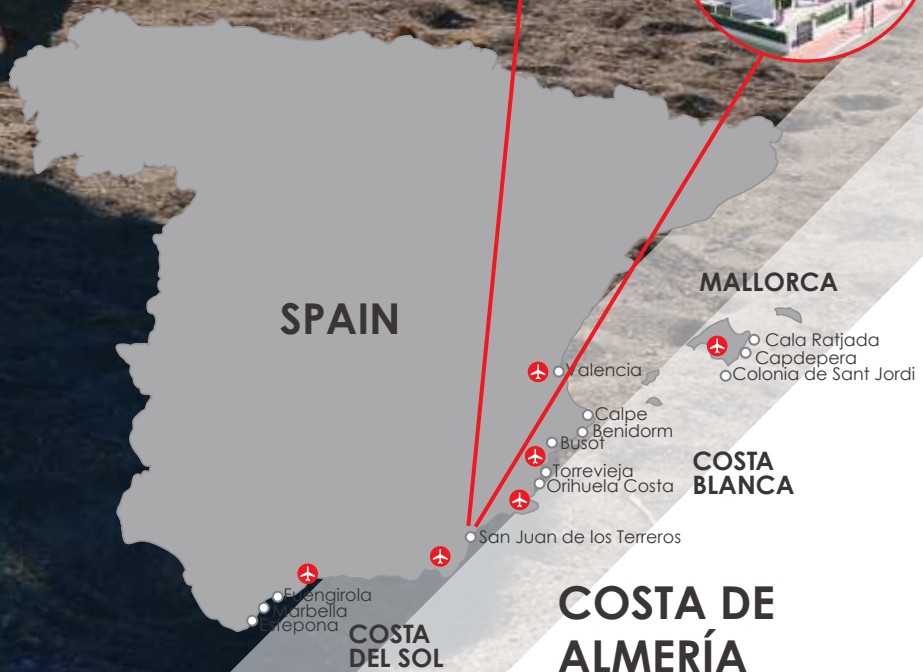 MALLORCA
SPAIN
Cala Ratjada
Capdepera
Colonia de Sant Jordi
Valencia
Calpe
Benidorm
Busot
COSTA
BLANCA
Torrevieja
Orihuela Costa
San Juan de los Terreros
Fuengirola
Marbella
Estepona
COSTA
DEL SOL
COSTA DE
ALMERÍA